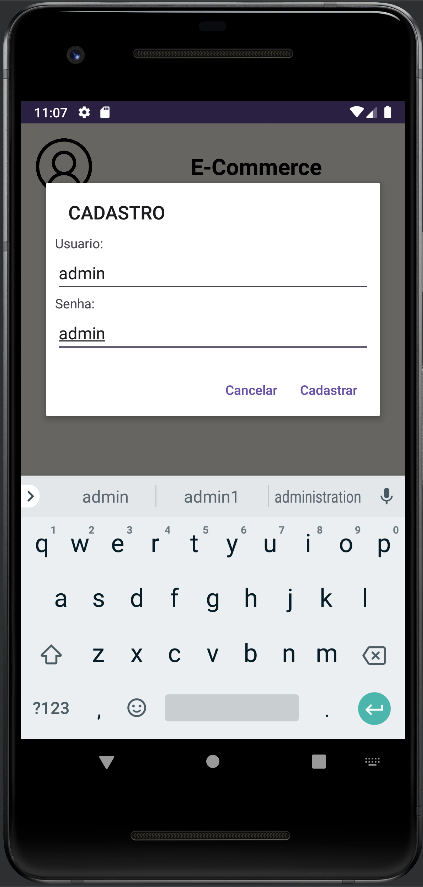 11:07
E-Commerce
CADASTRO
Usuario:
admin
Senha:
admin
Cancelar Cadastrar
admin admin1 administration
1 2 3 4 5 6 7 8 9 0
q w e r t y u i o p
a s d f g h j k l
z x c v b n m
?123 , .